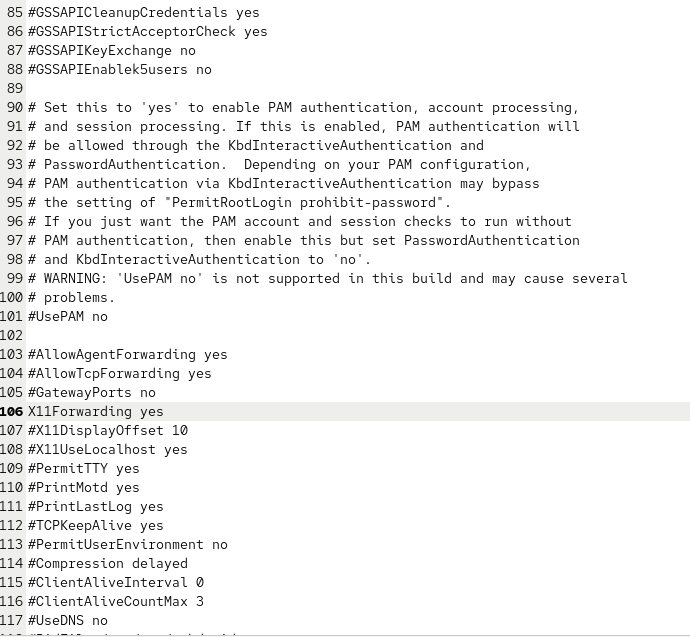 85 #GSSAPICleanupCredentials yes
86 #GSSAPIStrictAcceptorCheck yes
87 #GSSAPIKeyExchange no
88 #GSSAPIEnablek5users no
89
90 # Set this to 'yes' to enable PAM authentication, account processing,
91 # and session processing. If this is enabled, PAM authentication will
92 # be allowed through the KbdInteractiveAuthentication and
93 # PasswordAuthentication.  Depending on your PAM configuration,
94 # PAM authentication via KbdInteractiveAuthentication may bypass
95 # the setting of "PermitRootLogin prohibit-password".
96 # If you just want the PAM account and session checks to run without
97 # PAM authentication, then enable this but set PasswordAuthentication
98 # and KbdInteractiveAuthentication to 'no'.
99 # WARNING: 'UsePAM no' is not supported in this build and may cause several
100 # problems.
101 #UsePAM no
102
103 #AllowAgentForwarding yes
104 #AllowTcpForwarding yes
105 #GatewayPorts no
106 X11Forwarding yes
107 #X11DisplayOffset 10
108 #X11UseLocalhost yes
109 #PermitTTY yes
110 #PrintMotd yes
111 #PrintLastLog yes
112 #TCPKeepAlive yes
113 #PermitUserEnvironment no
114 #Compression delayed
115 #ClientAliveInterval 0
116 #ClientAliveCountMax 3
117 #UseDNS no